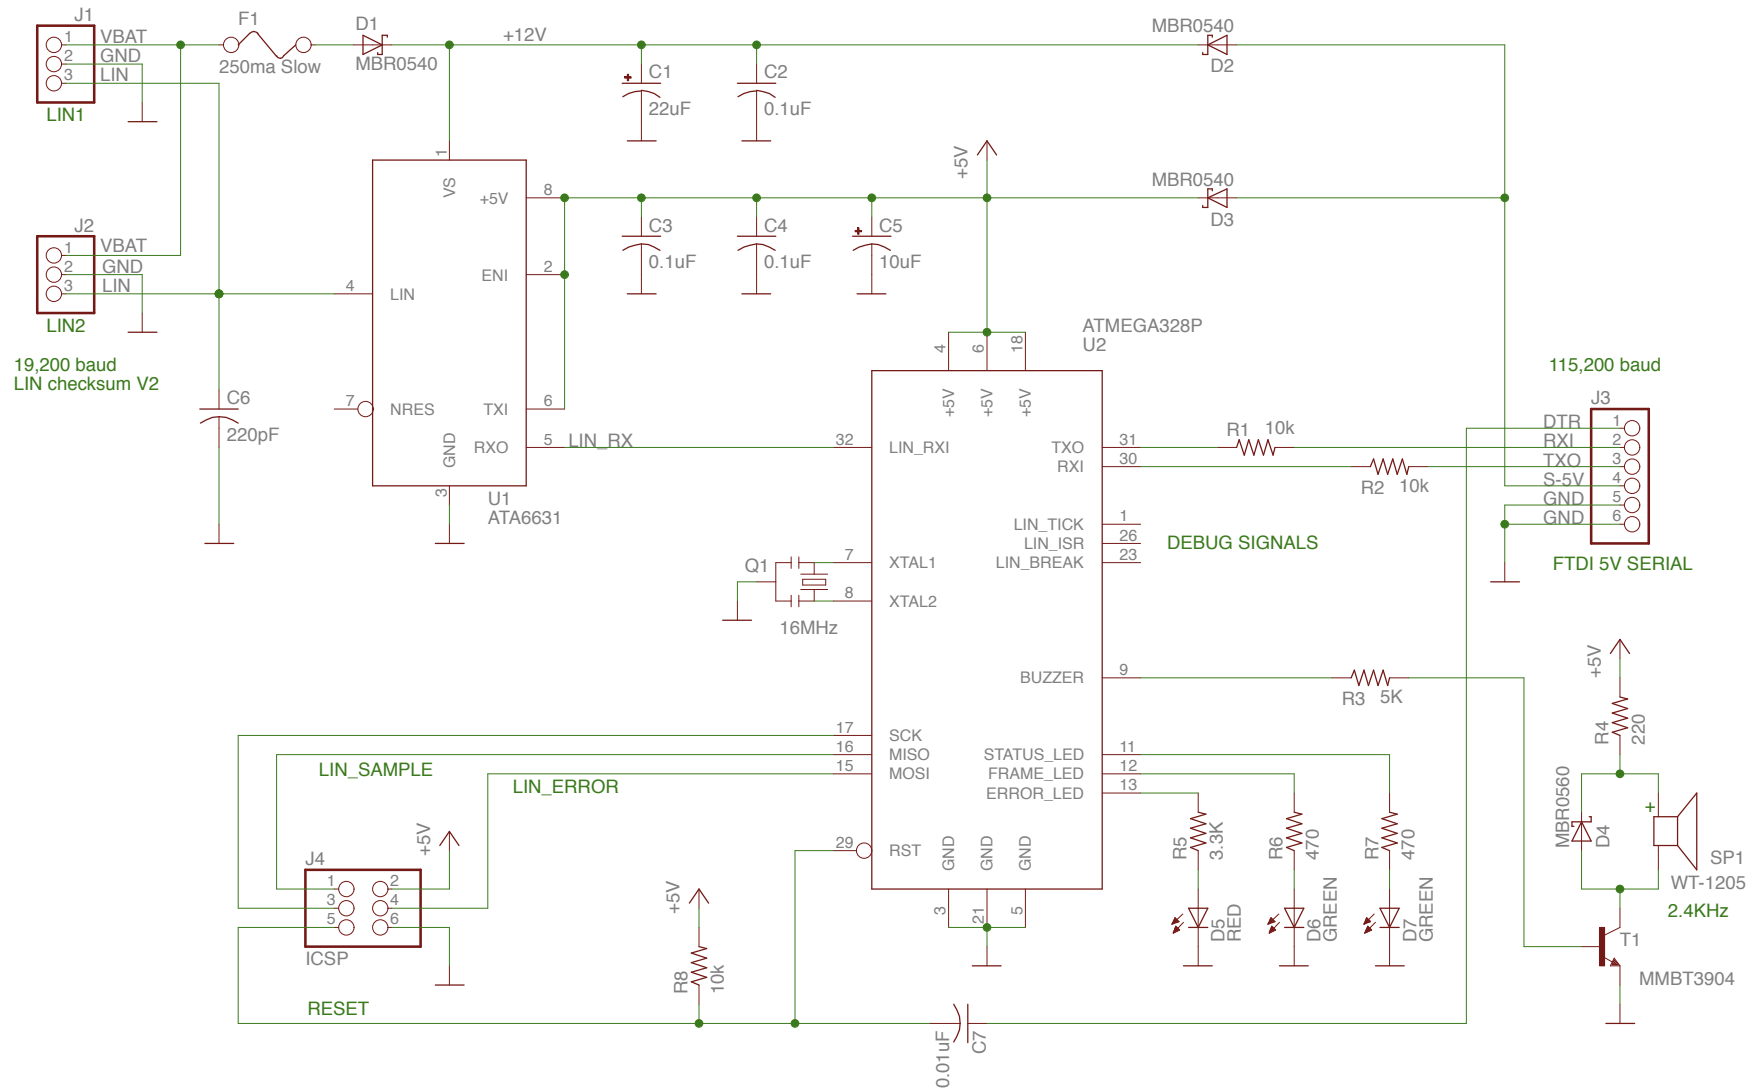 J1
1 VBAT
2 GND
3 LIN
LIN1
F1
250ma Slow
D1
MBR0540
+12V
C1
22uF
C2
0.1uF
MBR0540
D2
J2
1 VBAT
2 GND
3 LIN
LIN2
19,200 baud
LIN checksum V2
C6
220pF
1
VS
+5V 8
ENI 2
4 LIN
7 NRES
TXI 6
RXO 5 LIN_RX
GND
3
U1
ATA6631
C3
0.1uF
C4
0.1uF
C5
10uF
+5V
MBR0540
D3
ATMEGA328P
U2
4 6 18
+5V +5V +5V
32 LIN_RXI
TXO 31
RXI 30
R1 10k
R2 10k
LIN_TICK 1
LIN_ISR 26
LIN_BREAK 23
DEBUG SIGNALS
Q1
16MHz
7 XTAL1
8 XTAL2
BUZZER 9
R3 5K
17 SCK
16 MISO
15 MOSI
LIN_SAMPLE
LIN_ERROR
STATUS_LED 11
FRAME_LED 12
ERROR_LED 13
29 RST
GND GND GND
3 21 5
R5 3.3K
R6 470
R7 470
D5 RED
D6 GREEN
D7 GREEN
115,200 baud
J3
DTR 1
RXI 2
TXO 3
S-5V 4
GND 5
GND 6
FTDI 5V SERIAL
+5V
R4 220
MBR0560
D4
+
SP1
WT-1205
2.4KHz
T1
MMBT3904
J4
1 2
3 4
5 6
ICSP
+5V
RESET
+5V
R8 10k
0.01uF C7